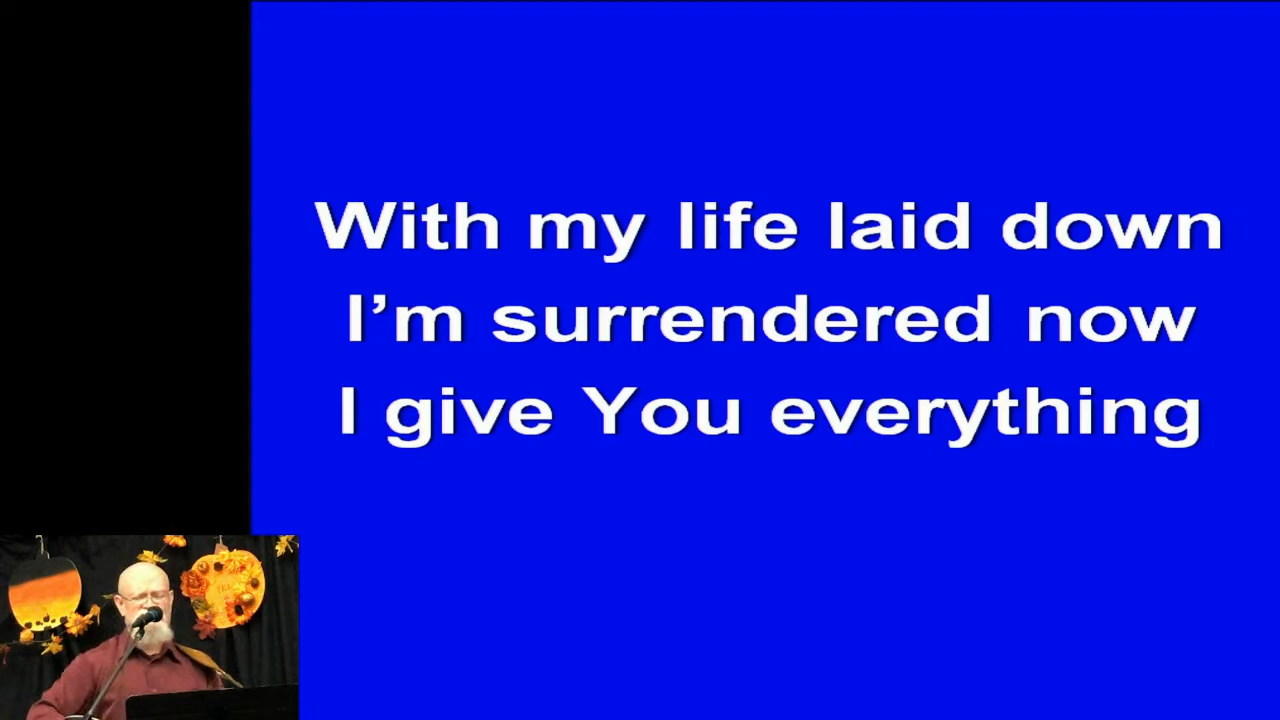 With my life laid down
I’m surrendered now
I give You everything